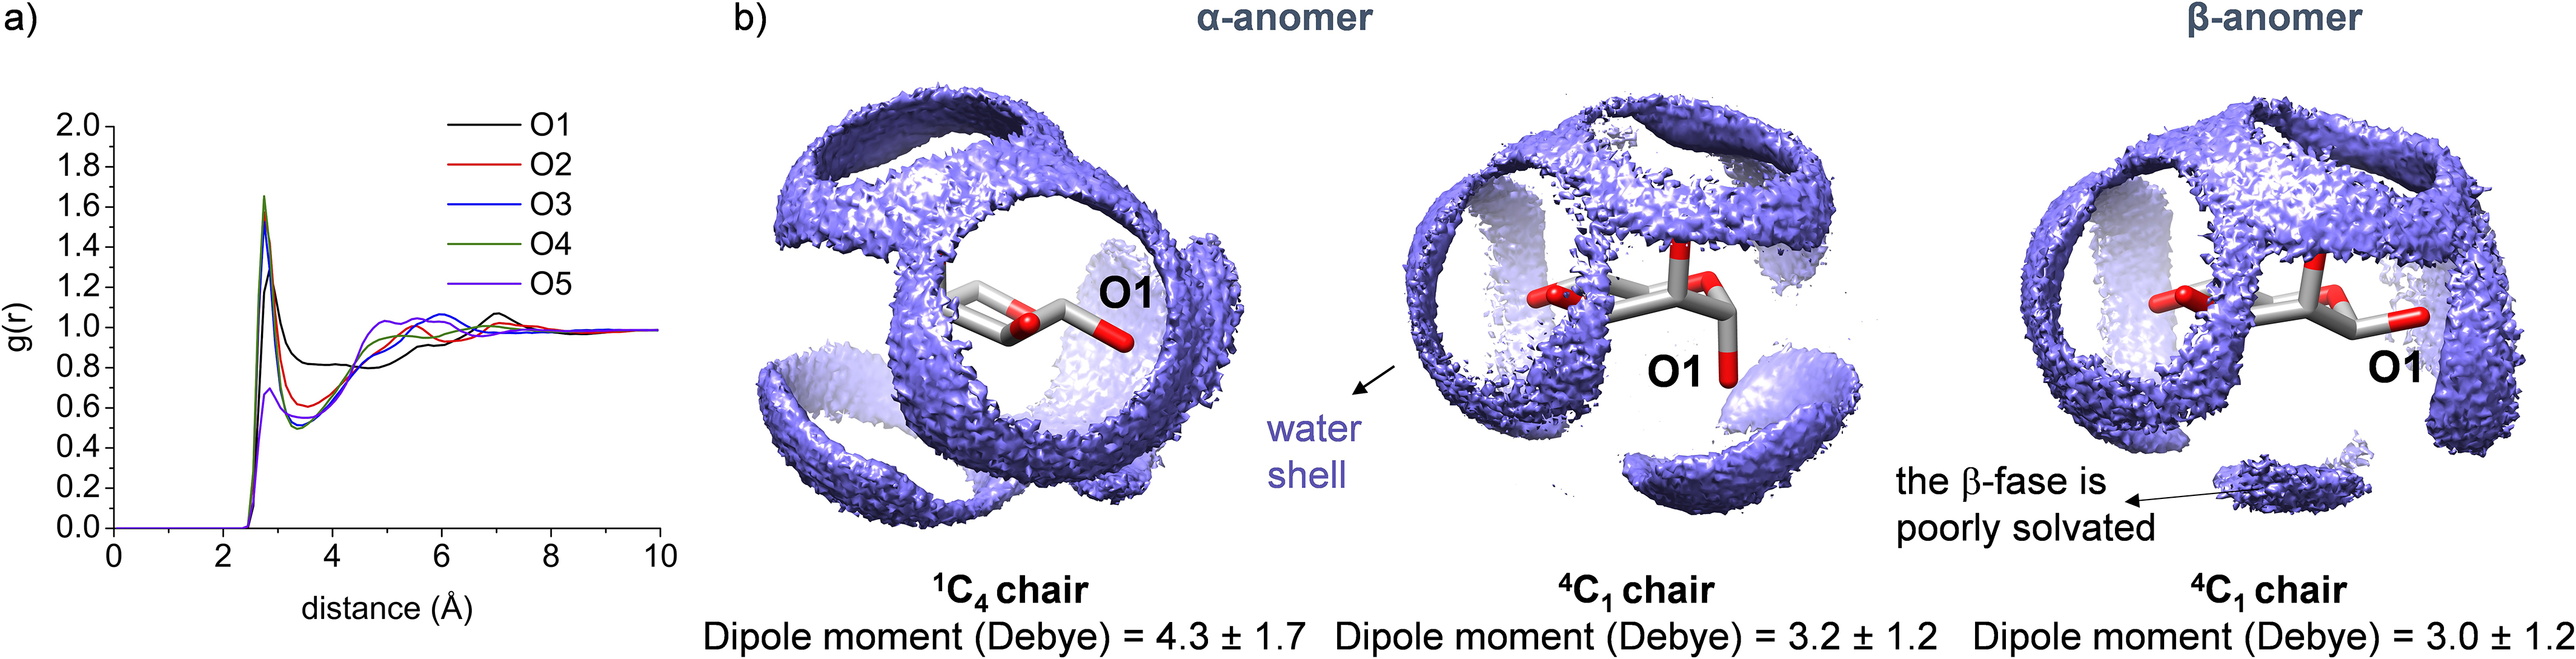 a)
2.0
1.8
1.6
1.4
1.2
1.0
0.8
0.6
0.4
0.2
0.0
g(r)
0 2 4 6 8 10
distance (Å)
O1
O2
O3
O4
O5
b)
α-anomer
β-anomer
O1
O1
O1
water
shell
the β-fase is
poorly solvated
¹C₄ chair
Dipole moment (Debye) = 4.3 ± 1.7
⁴C₁ chair
Dipole moment (Debye) = 3.2 ± 1.2
⁴C₁ chair
Dipole moment (Debye) = 3.0 ± 1.2